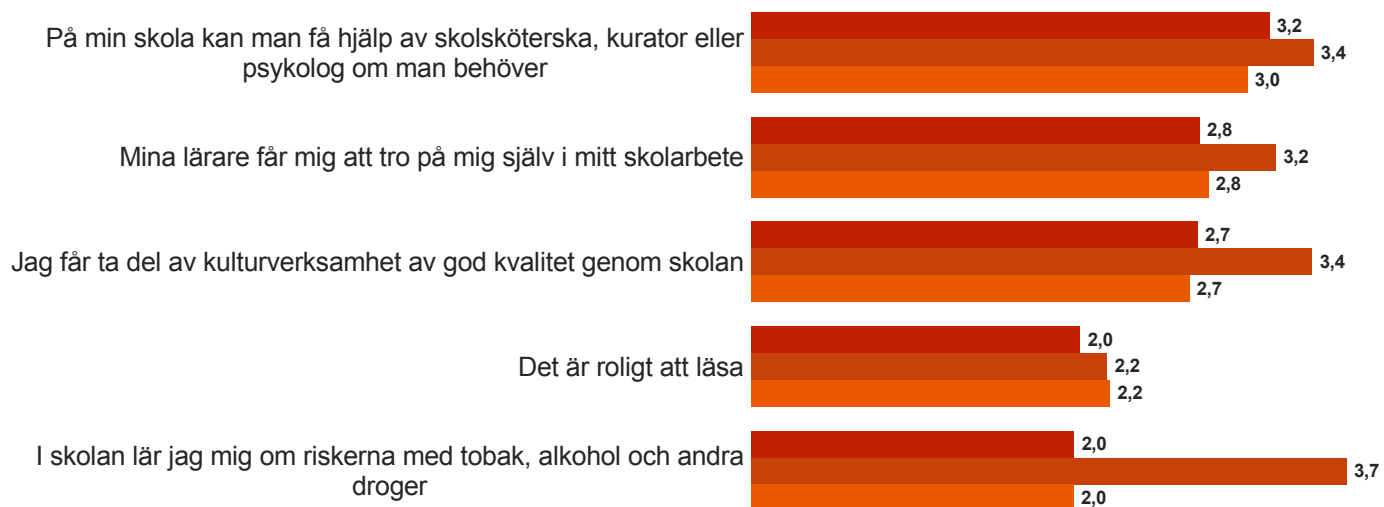 På min skola kan man få hjälp av skolsköterska, kurator eller
psykolog om man behöver
3,2
3,4
3,0
Mina lärare får mig att tro på mig själv i mitt skolarbete
2,8
3,2
2,8
Jag får ta del av kulturverksamhet av god kvalitet genom skolan
2,7
3,4
2,7
Det är roligt att läsa
2,0
2,2
2,2
I skolan lär jag mig om riskerna med tobak, alkohol och andra
droger
2,0
3,7
2,0